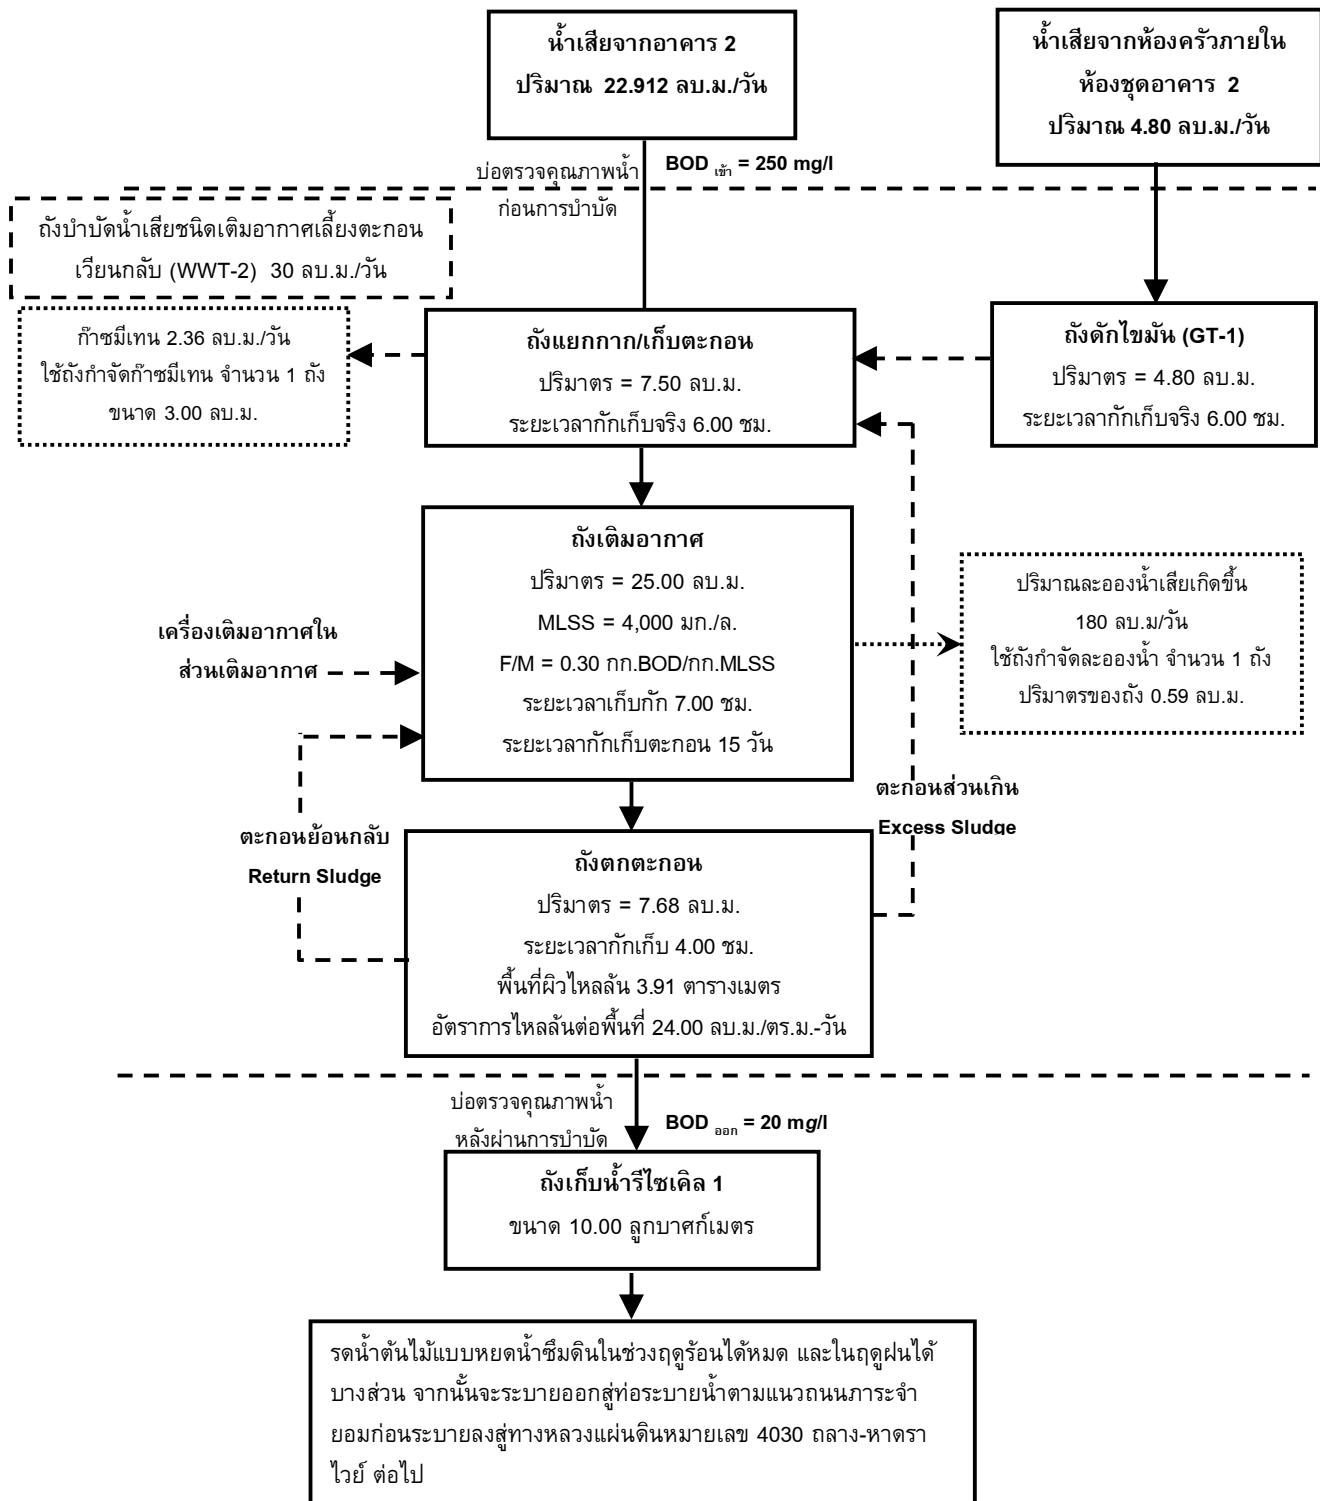 น้ำเสียจากอาคาร 2
ปริมาณ 22.912 ลบ.ม./วัน
น้ำเสียจากห้องครัวภายใน
ห้องชุดอาคาร 2
ปริมาณ 4.80 ลบ.ม./วัน
บ่อตรวจคุณภาพน้ำ
ก่อนการบำบัด
BOD เข้า = 250 mg/l
ถังบำบัดน้ำเสียชนิดเติมอากาศเลี้ยงตะกอน
เวียนกลับ (WWT-2) 30 ลบ.ม./วัน
ก๊าซมีเทน 2.36 ลบ.ม./วัน
ใช้ถังกำจัดก๊าซมีเทน จำนวน 1 ถัง
ขนาด 3.00 ลบ.ม.
ถังแยกกาก/เก็บตะกอน
ปริมาตร = 7.50 ลบ.ม.
ระยะเวลากักเก็บจริง 6.00 ชม.
ถังดักไขมัน (GT-1)
ปริมาตร = 4.80 ลบ.ม.
ระยะเวลากักเก็บจริง 6.00 ชม.
ถังเติมอากาศ
ปริมาตร = 25.00 ลบ.ม.
MLSS = 4,000 มก./ล.
F/M = 0.30 กก.BOD/กก.MLSS
ระยะเวลาเก็บกัก 7.00 ชม.
ระยะเวลากักเก็บตะกอน 15 วัน
เครื่องเติมอากาศใน
ส่วนเติมอากาศ
ปริมาณละอองน้ำเสียเกิดขึ้น
180 ลบ.ม/วัน
ใช้ถังกำจัดละอองน้ำ จำนวน 1 ถัง
ปริมาตรของถัง 0.59 ลบ.ม.
ตะกอนย้อนกลับ
Return Sludge
ตะกอนส่วนเกิน
Excess Sludge
ถังตกตะกอน
ปริมาตร = 7.68 ลบ.ม.
ระยะเวลากักเก็บ 4.00 ชม.
พื้นที่ผิวไหลล้น 3.91 ตารางเมตร
อัตราการไหลล้นต่อพื้นที่ 24.00 ลบ.ม./ตร.ม.-วัน
บ่อตรวจคุณภาพน้ำ
หลังผ่านการบำบัด
BOD ออก = 20 mg/l
ถังเก็บน้ำรีไซเคิล 1
ขนาด 10.00 ลูกบาศก์เมตร
รดน้ำต้นไม้แบบหยดน้ำซึมดินในช่วงฤดูร้อนได้หมด และในฤดูฝนได้
บางส่วน จากนั้นจะระบายออกสู่ท่อระบายน้ำตามแนวถนนภาระจำ
ยอมก่อนระบายลงสู่ทางหลวงแผ่นดินหมายเลข 4030 ถลาง-หาดรา
ไวย์ ต่อไป